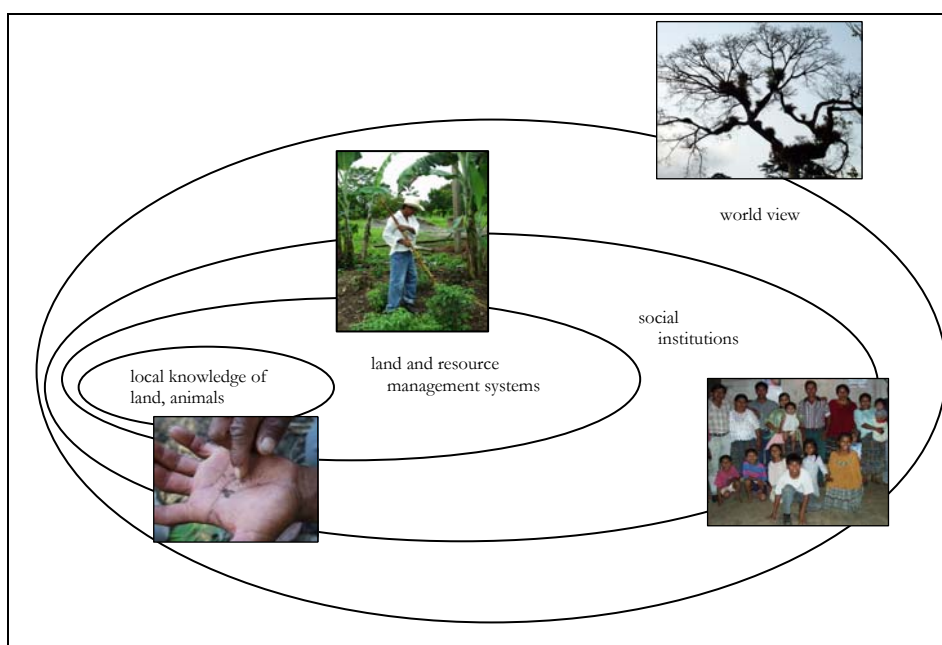 world view
social
institutions
land and resource
management systems
local knowledge of
land, animals